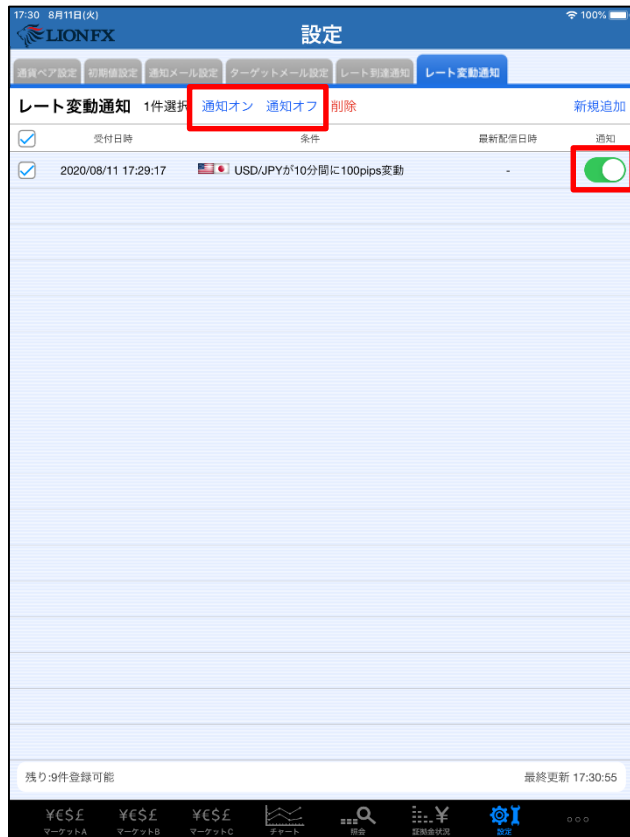 17:30 8月11日(火) 100%
LIONFX 設定
通貨ペア設定 初期値設定 通知メール設定 ターゲットメール設定 レート到達通知 レート変動通知
レート変動通知 1件選択 通知オン 通知オフ 削除 新規追加
受付日時 条件 最新配信日時 通知
2020/08/11 17:29:17 USD/JPYが10分間に100pips変動 -
残り:9件登録可能 最終更新 17:30:55
¥€$£ ¥€$£ ¥€$£ ¥
マーケットA マーケットB マーケットC チャート 照会 証拠金状況 設定